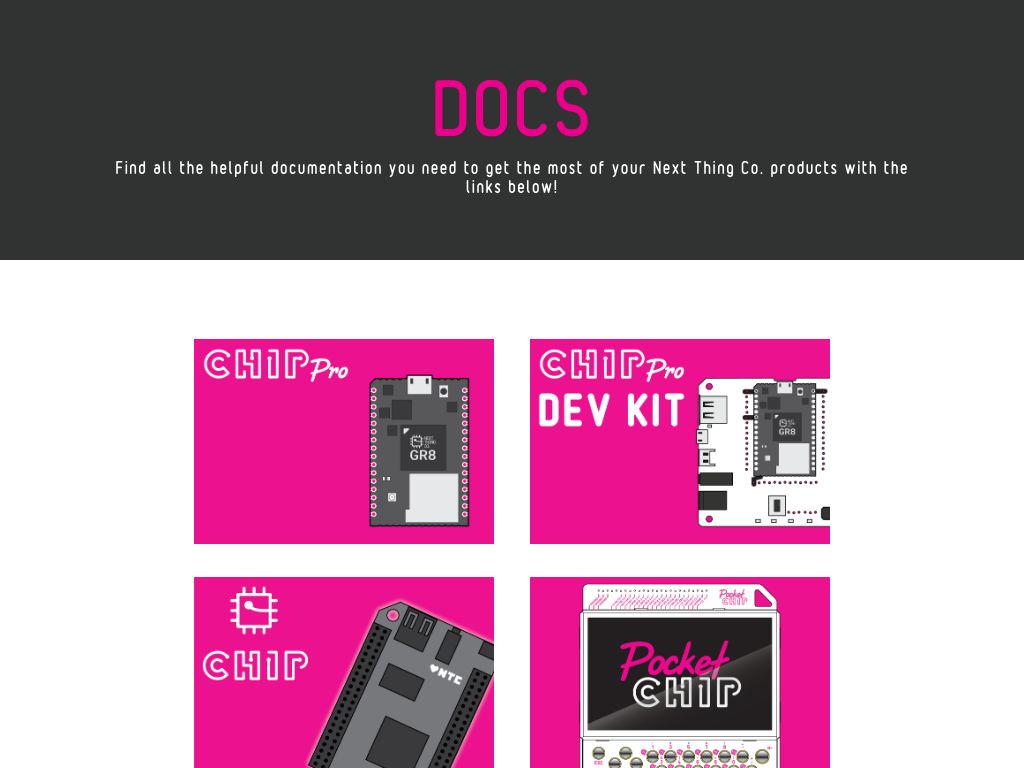 DOCS
Find all the helpful documentation you need to get the most of your Next Thing Co. products with the
links below!
CHIP Pro
GR8
CHIP Pro
DEV KIT
GR8
CHIP
♥NTC
Pocket
CHIP
Pocket
CHIP